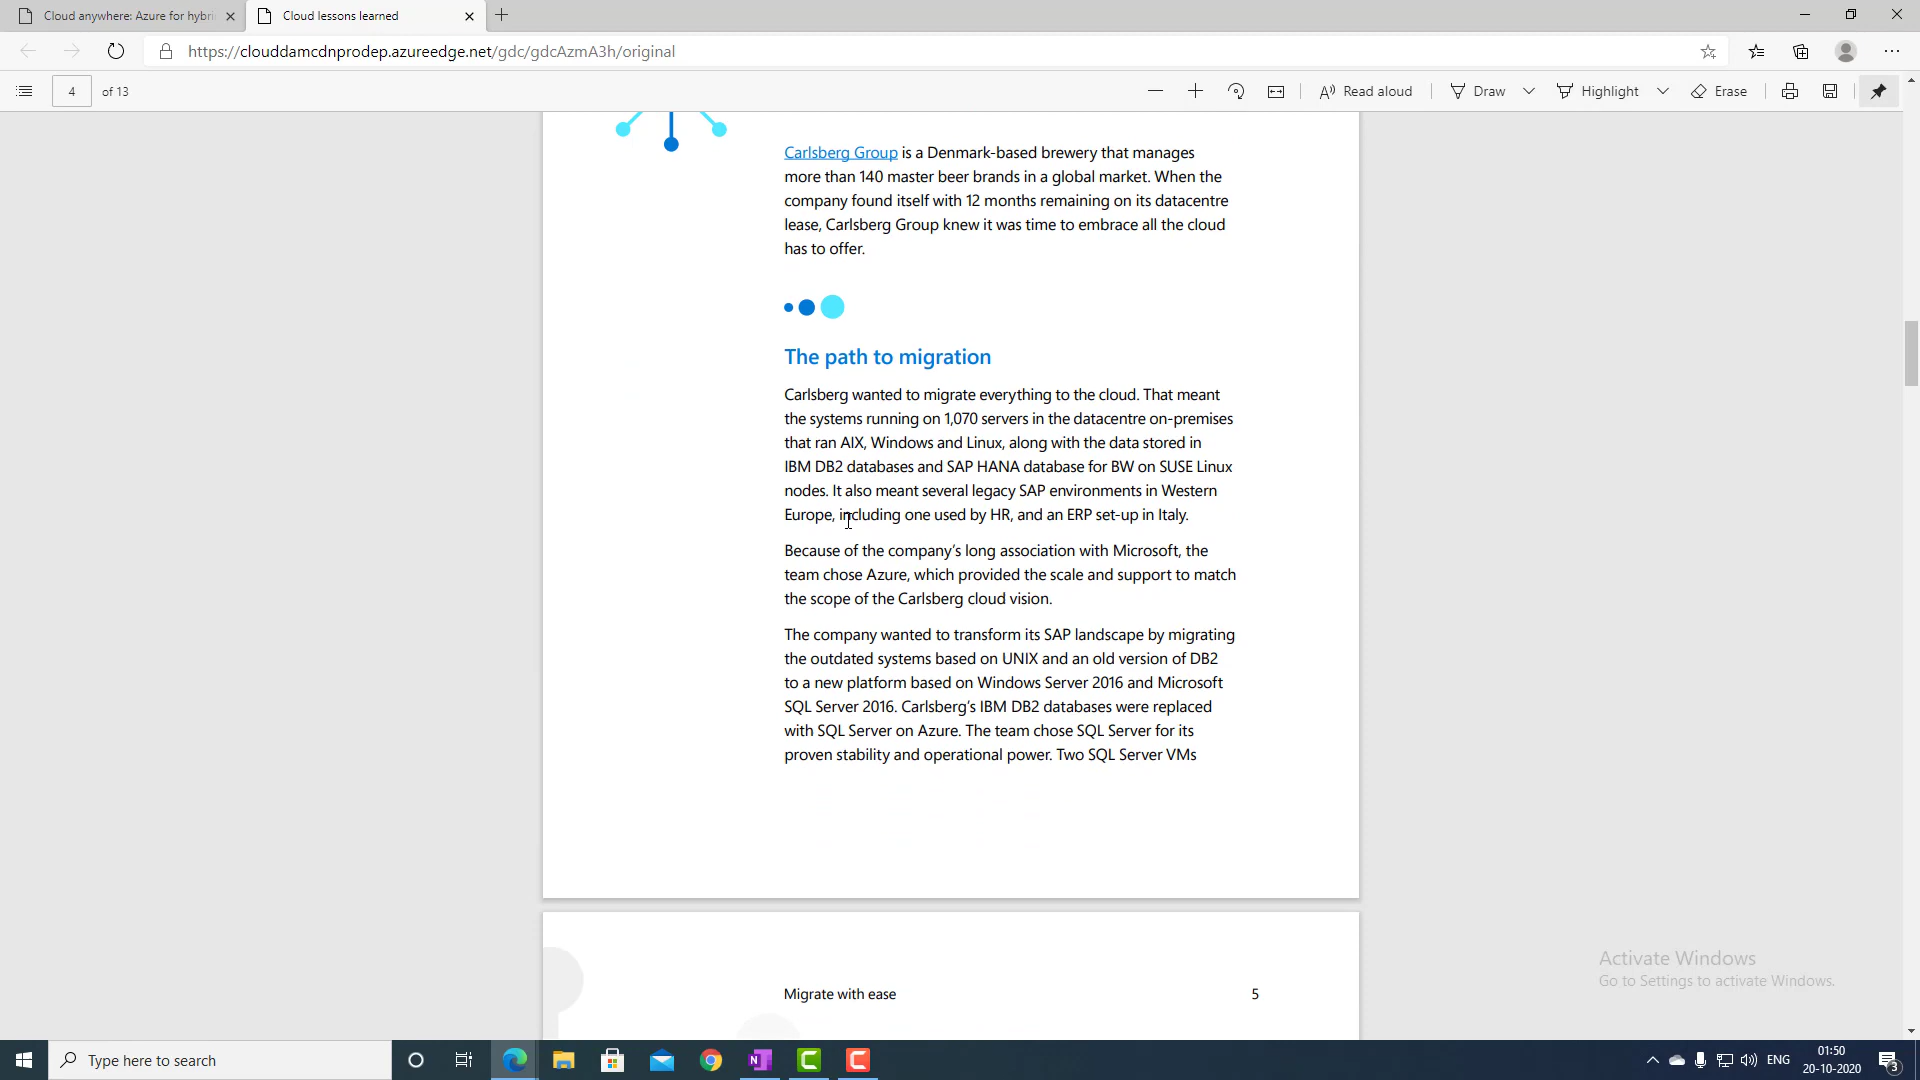 Cloud anywhere: Azure for hybri
Cloud lessons learned
https://clouddamcdnprodep.azureedge.net/gdc/gdcAzmA3h/original
4 of 13
Read aloud
Draw
Highlight
Erase
Carlsberg Group is a Denmark-based brewery that manages
more than 140 master beer brands in a global market. When the
company found itself with 12 months remaining on its datacentre
lease, Carlsberg Group knew it was time to embrace all the cloud
has to offer.
The path to migration
Carlsberg wanted to migrate everything to the cloud. That meant
the systems running on 1,070 servers in the datacentre on-premises
that ran AIX, Windows and Linux, along with the data stored in
IBM DB2 databases and SAP HANA database for BW on SUSE Linux
nodes. It also meant several legacy SAP environments in Western
Europe, including one used by HR, and an ERP set-up in Italy.
Because of the company's long association with Microsoft, the
team chose Azure, which provided the scale and support to match
the scope of the Carlsberg cloud vision.
The company wanted to transform its SAP landscape by migrating
the outdated systems based on UNIX and an old version of DB2
to a new platform based on Windows Server 2016 and Microsoft
SQL Server 2016. Carlsberg's IBM DB2 databases were replaced
with SQL Server on Azure. The team chose SQL Server for its
proven stability and operational power. Two SQL Server VMs
Migrate with ease 5
Activate Windows
Go to Settings to activate Windows.
Type here to search
ENG
01:50
20-10-2020
3